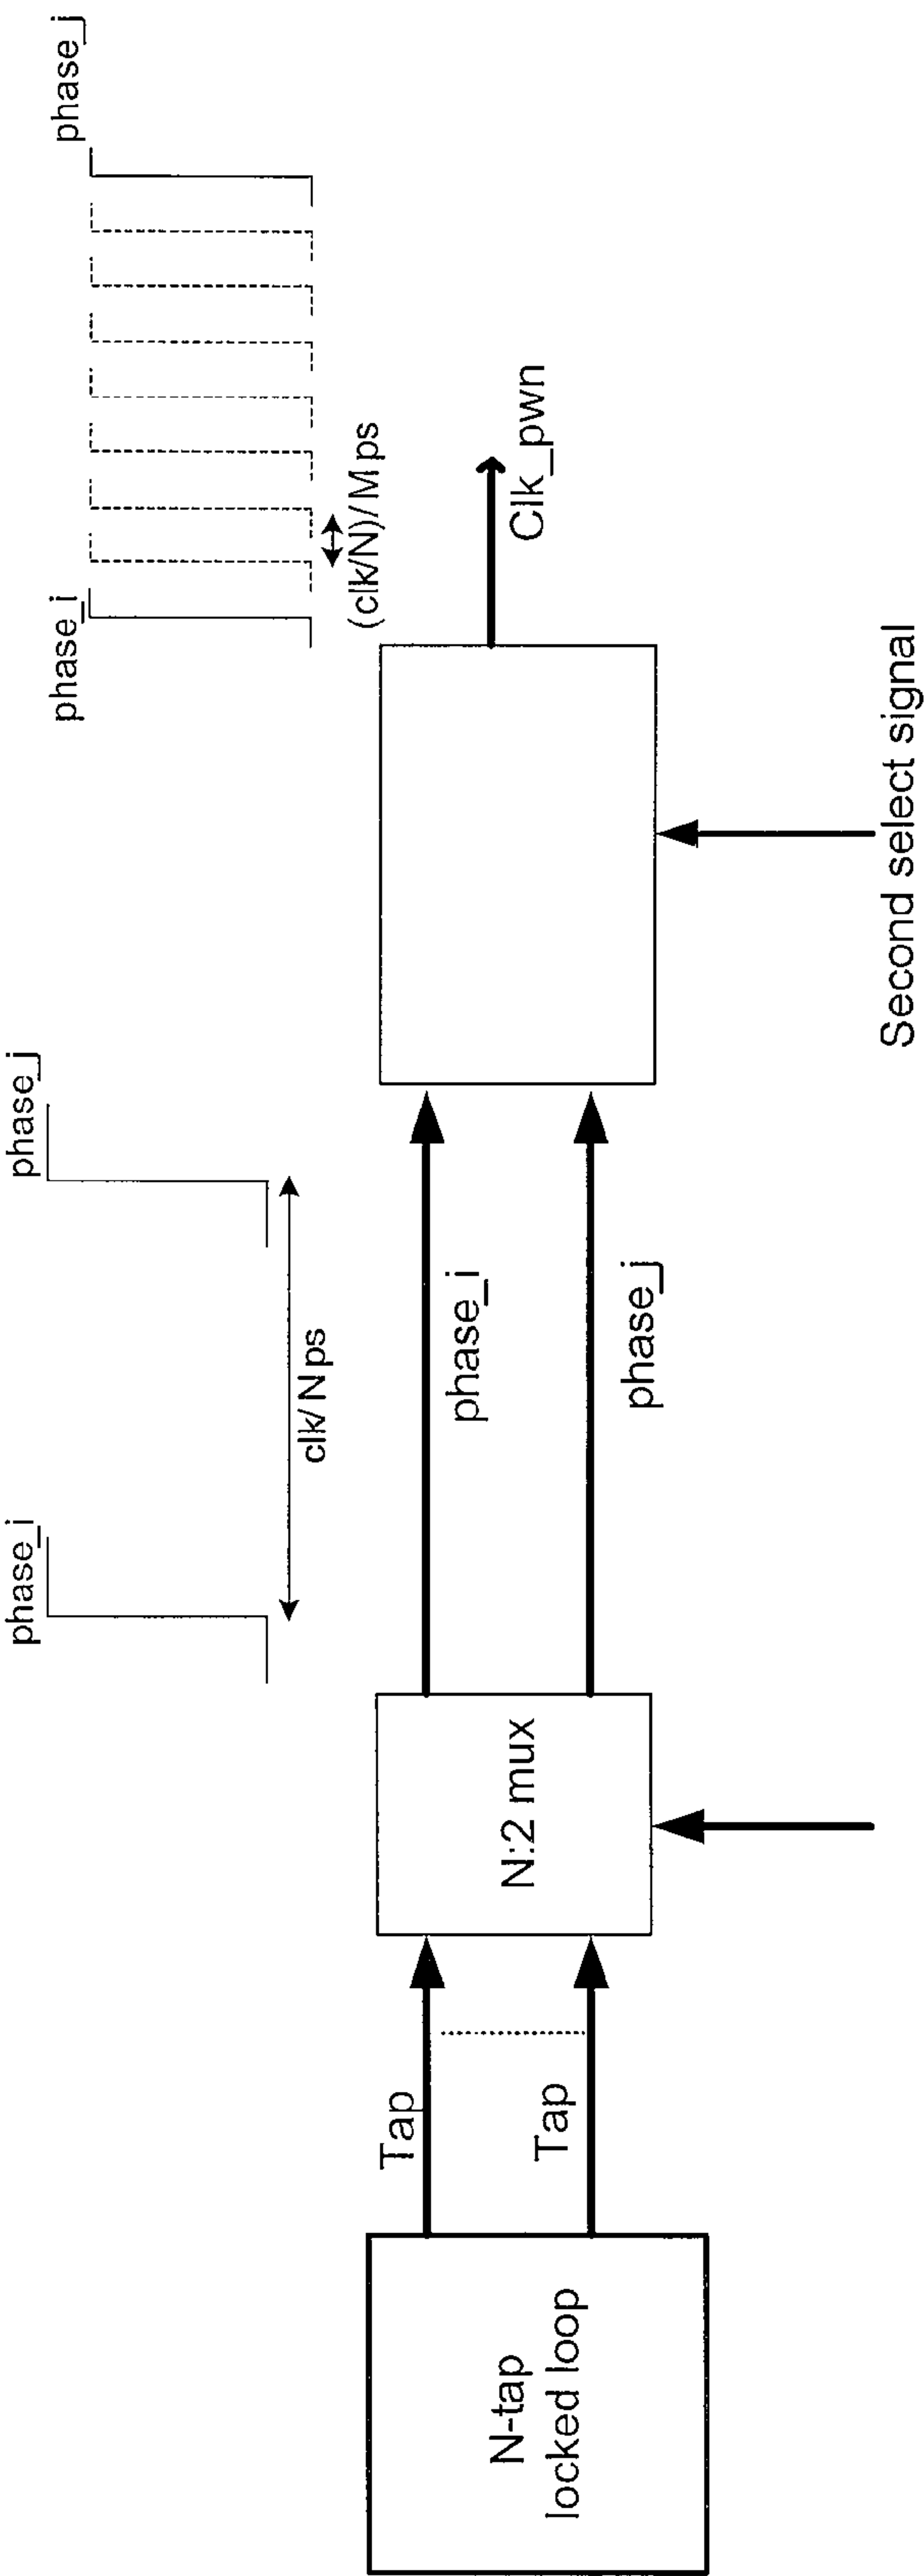 phase_i
phase_j
clk/N ps
phase_i
phase_j
(clk/N)/M ps
N-tap
locked loop
Tap
Tap
N:2 mux
phase_i
phase_j
Clk_pwn
Second select signal